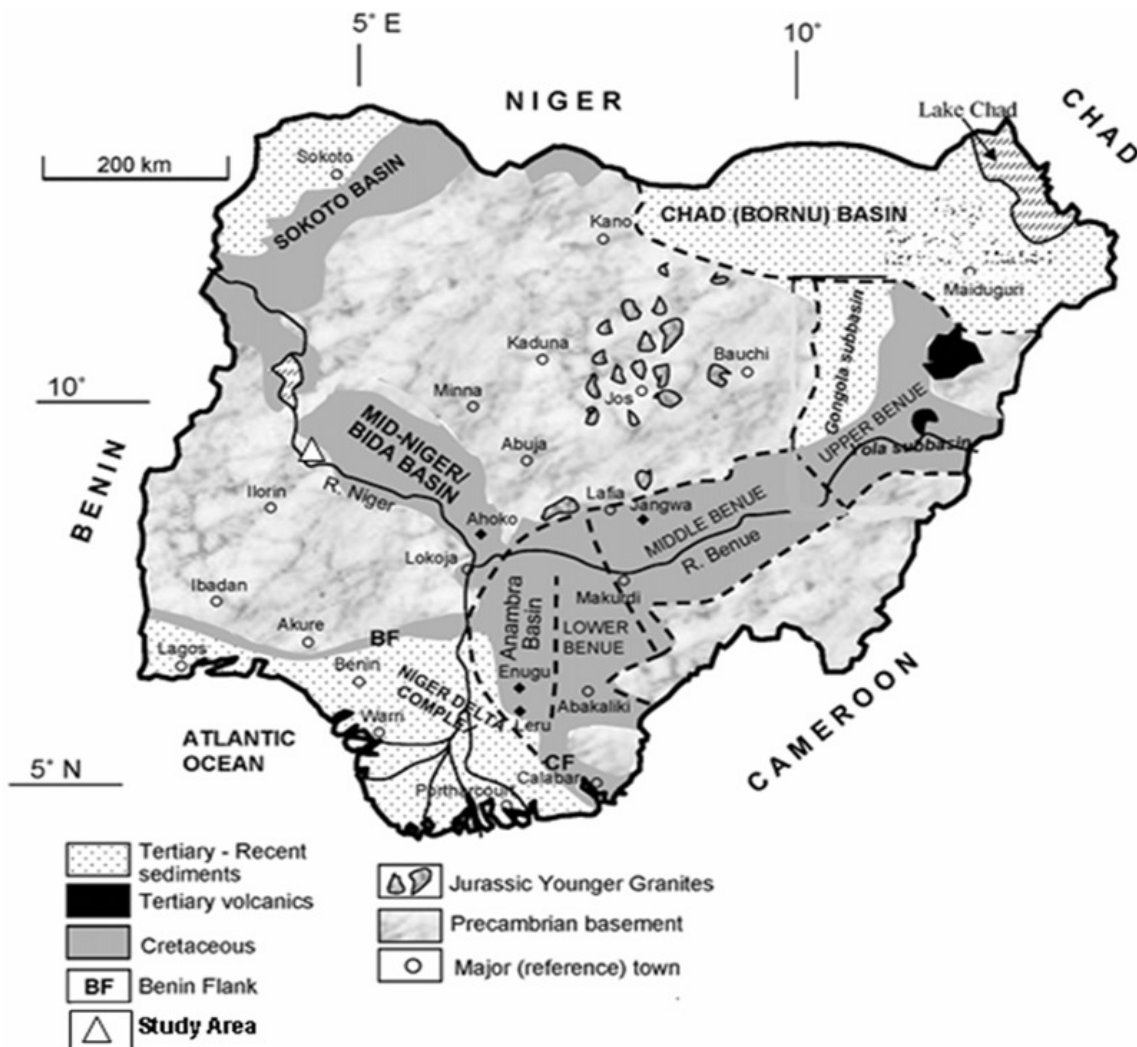 5° E
10°
NIGER
CHAD
Lake Chad
200 km
Sokoto
SOKOTO BASIN
CHAD (BORNU) BASIN
Kano
Maiduguri
Kaduna
Bauchi
Gongola subbasin
10°
Minna
Jos
MID-NIGER/
BIDA BASIN
Abuja
UPPER BENUE
Yola subbasin
BENIN
Ilorin
R. Niger
Lafia
Jangwa
MIDDLE BENUE
Ahoko
R. Benue
Lokoja
Ibadan
Makurdi
Anambra
Basin
LOWER
BENUE
Akure
BF
Lagos
Benin
Enugu
Abakaliki
NIGER DELTA
COMPLEX
Leru
Warri
CAMEROON
ATLANTIC
OCEAN
CF
5° N
Calabar
Portharcourt
Tertiary - Recent
sediments
Tertiary volcanics
Cretaceous
BF Benin Flank
Study Area
Jurassic Younger Granites
Precambrian basement
Major (reference) town